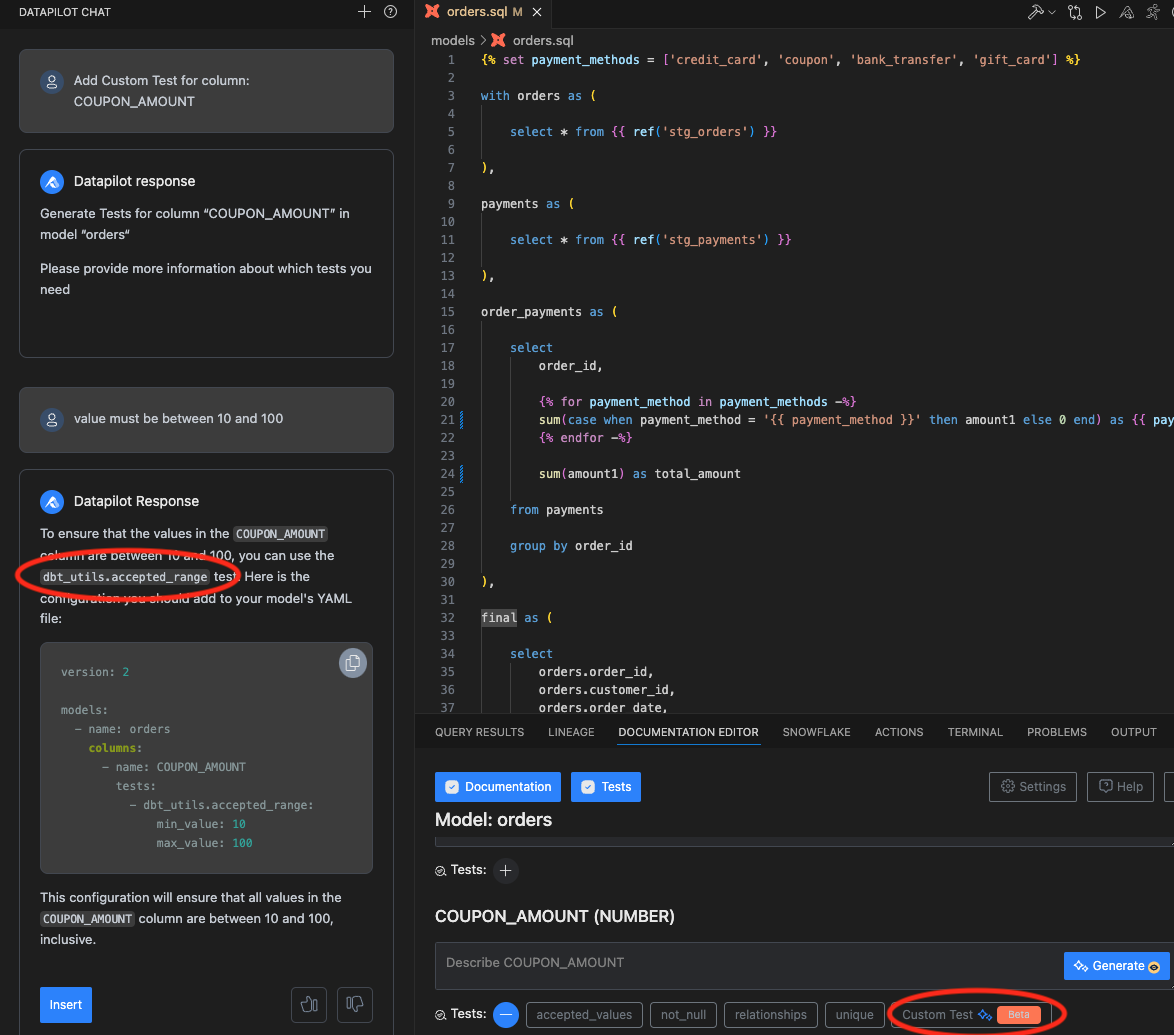 DATAPILOT CHAT
Add Custom Test for column:
COUPON_AMOUNT
Datapilot response
Generate Tests for column “COUPON_AMOUNT” in
model “orders“
Please provide more information about which tests you
need
value must be between 10 and 100
Datapilot Response
To ensure that the values in the COUPON_AMOUNT
column are between 10 and 100, you can use the
dbt_utils.accepted_range test. Here is the
configuration you should add to your model's YAML
file:
version: 2
models:
- name: orders
columns:
- name: COUPON_AMOUNT
tests:
- dbt_utils.accepted_range:
min_value: 10
max_value: 100
This configuration will ensure that all values in the
COUPON_AMOUNT column are between 10 and 100,
inclusive.
Insert
orders.sql M
models > orders.sql
1 {% set payment_methods = ['credit_card', 'coupon', 'bank_transfer', 'gift_card'] %}
2
3 with orders as (
4
5 select * from {{ ref('stg_orders') }}
6
7 ),
8
9 payments as (
10
11 select * from {{ ref('stg_payments') }}
12
13 ),
14
15 order_payments as (
16
17 select
18 order_id,
19
20 {% for payment_method in payment_methods -%}
21 sum(case when payment_method = '{{ payment_method }}' then amount1 else 0 end) as {{ pay
22 {% endfor -%}
23
24 sum(amount1) as total_amount
25
26 from payments
27
28 group by order_id
29
30 ),
31
32 final as (
33
34 select
35 orders.order_id,
36 orders.customer_id,
37 orders.order_date,
QUERY RESULTS LINEAGE DOCUMENTATION EDITOR SNOWFLAKE ACTIONS TERMINAL PROBLEMS OUTPUT
Documentation Tests Settings Help
Model: orders
Tests:
COUPON_AMOUNT (NUMBER)
Describe COUPON_AMOUNT
Generate
Tests: accepted_values not_null relationships unique Custom Test Beta